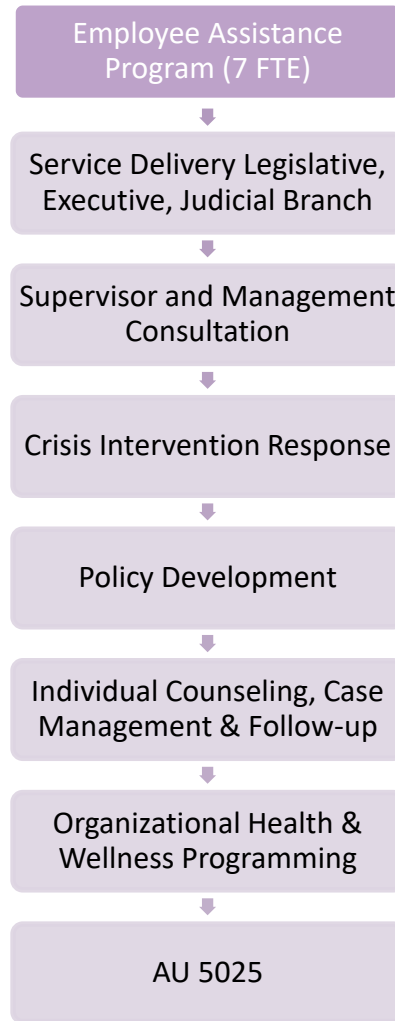 Employee Assistance
Program (7 FTE)
Service Delivery Legislative,
Executive, Judicial Branch
Supervisor and Management
Consultation
Crisis Intervention Response
Policy Development
Individual Counseling, Case
Management & Follow-up
Organizational Health &
Wellness Programming
AU 5025